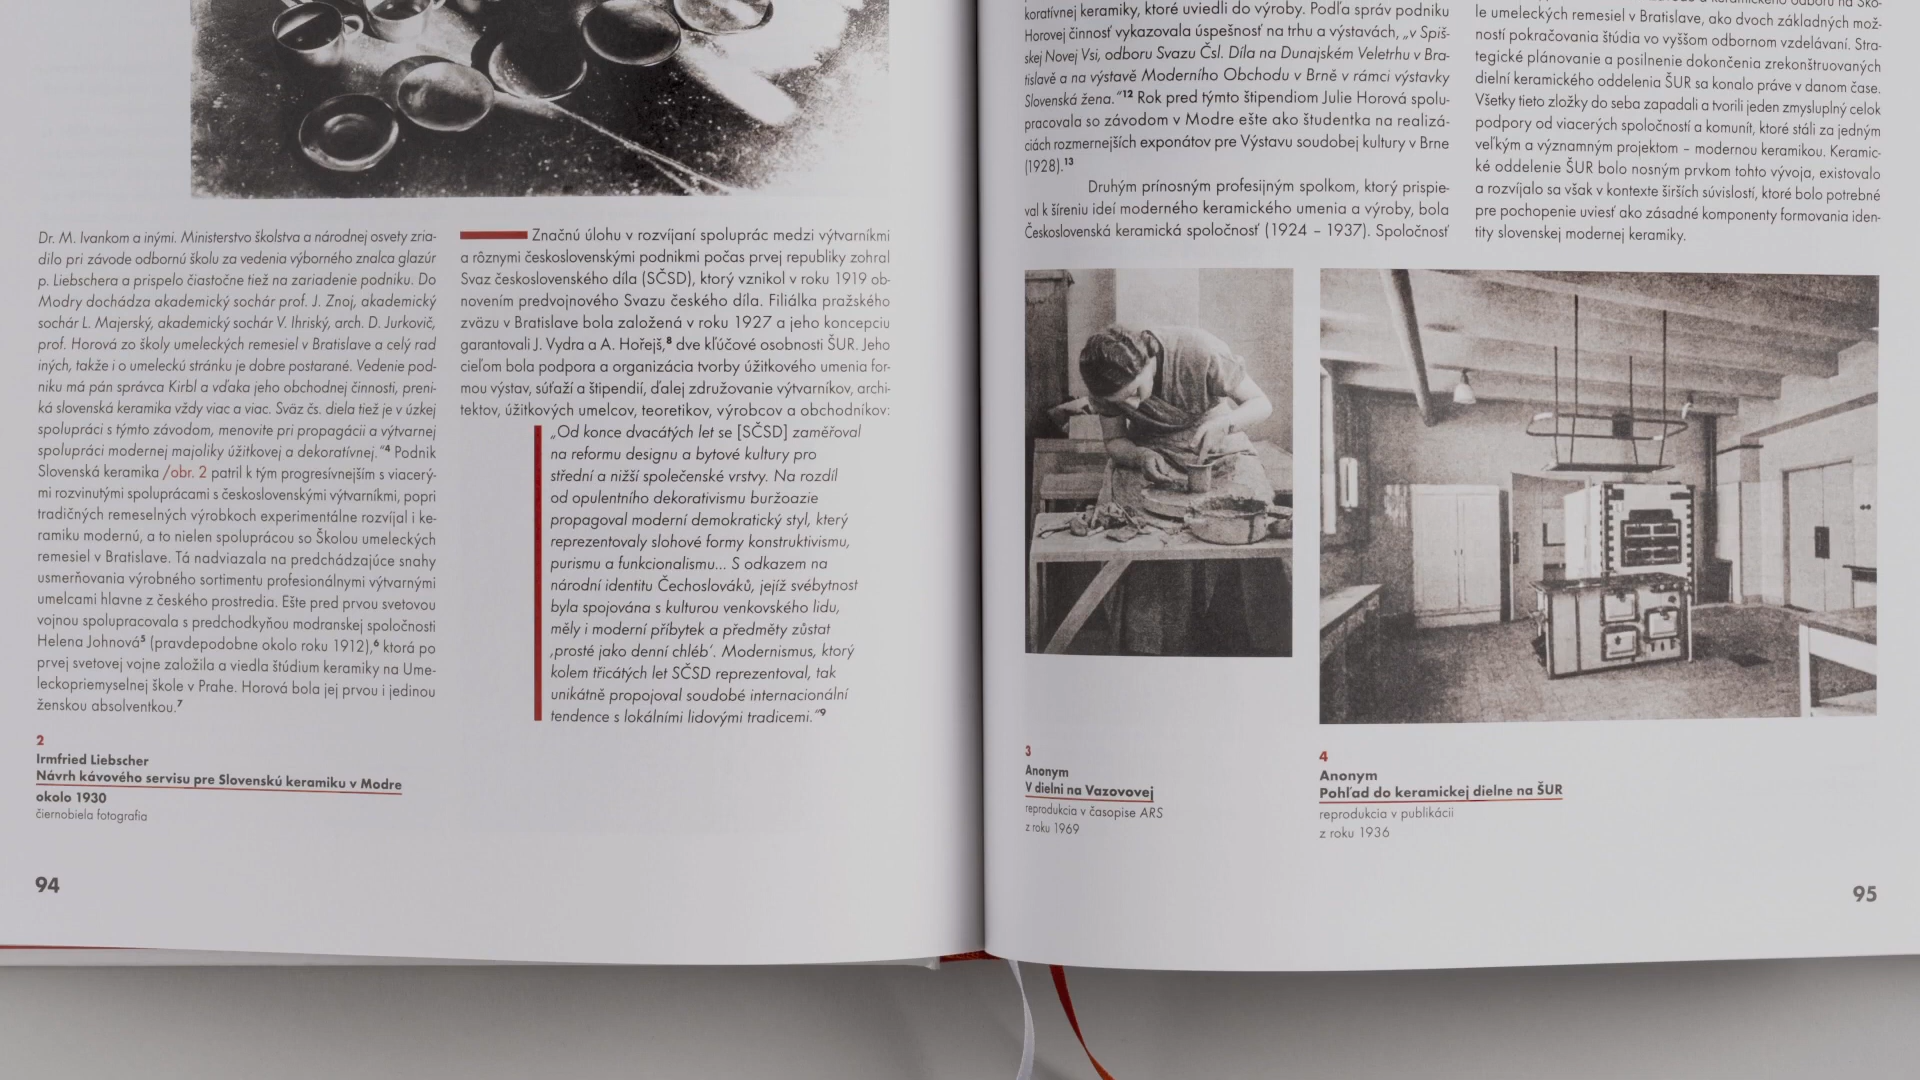 Dr. M. Ivankom a inými. Ministerstvo školstva a národnej osvety zria-
dilo pri závode odbornú školu za vedenia výborného znalca glazúr
p. Liebschera a prispelo čiastočne tiež na zariadenie podniku. Do
Modry dochádza akademický sochár prof. J. Znoj, akademický
sochár L. Majerský, akademický sochár V. Ihriský, arch. D. Jurkovič,
prof. Horová zo školy umeleckých remesiel v Bratislave a celý rad
iných, takže i o umeleckú stránku je dobre postarané. Vedenie pod-
niku má pán správca Kirbl a vďaka jeho obchodnej činnosti, preni-
ká slovenská keramika vždy viac a viac. Sväz čs. diela tiež je v úzkej
spolupráci s týmto závodom, menovite pri propagácii a výtvarnej
spolupráci modernej majoliky úžitkovej a dekoratívnej."4 Podnik
Slovenská keramika /obr. 2 patril k tým progresívnejším s viacerý-
mi rozvinutými spoluprácami s československými výtvarníkmi, popri
tradičných remeselných výrobkoch experimentálne rozvíjal i ke-
ramiku modernú, a to nielen spoluprácou so Školou umeleckých
remesiel v Bratislave. Tá nadviazala na predchádzajúce snahy
usmerňovania výrobného sortimentu profesionálnymi výtvarnými
umelcami hlavne z českého prostredia. Ešte pred prvou svetovou
vojnou spolupracovala s predchodkyňou modranskej spoločnosti
Helena Johnová5 (pravdepodobne okolo roku 1912),6 ktorá po
prvej svetovej vojne založila a viedla štúdium keramiky na Ume-
leckopriemyselnej škole v Prahe. Horová bola jej prvou i jedinou
ženskou absolventkou.7
2
Irmfried Liebscher
Návrh kávového servisu pre Slovenskú keramiku v Modre
okolo 1930
čiernobiela fotografia
94
Značnú úlohu v rozvíjaní spoluprác medzi výtvarníkmi
a rôznymi československými podnikmi počas prvej republiky zohral
Svaz československého díla (SČSD), ktorý vznikol v roku 1919 ob-
novením predvojnového Svazu českého díla. Filiálka pražského
zväzu v Bratislave bola založená v roku 1927 a jeho koncepciu
garantovali J. Vydra a A. Hořejš,8 dve kľúčové osobnosti ŠUR. Jeho
cieľom bola podpora a organizácia tvorby úžitkového umenia for-
mou výstav, súťaží a štipendií, ďalej združovanie výtvarníkov, archi-
tektov, úžitkových umelcov, teoretikov, výrobcov a obchodníkov:
„Od konce dvacátých let se [SČSD] zaměřoval
na reformu designu a bytové kultury pro
střední a nižší společenské vrstvy. Na rozdíl
od opulentního dekorativismu buržoazie
propagoval moderní demokratický styl, který
reprezentovaly slohové formy konstruktivismu,
purismu a funkcionalismu... S odkazem na
národní identitu Čechoslováků, jejíž svébytnost
byla spojována s kulturou venkovského lidu,
měly i moderní příbytek a předměty zůstat
‚prosté jako denní chléb‘. Modernismus, který
kolem třicátých let SČSD reprezentoval, tak
unikátně propojoval soudobé internacionální
tendence s lokálními lidovými tradicemi."9
koratívnej keramiky, ktoré uviedli do výroby. Podľa správ podniku
Horovej činnosť vykazovala úspešnosť na trhu a výstavách, „v Spiš-
skej Novej Vsi, odboru Svazu Čsl. Díla na Dunajském Veletrhu v Bra-
tislavě a na výstavě Moderního Obchodu v Brně v rámci výstavky
Slovenská žena."12 Rok pred týmto štipendiom Julie Horová spolu-
pracovala so závodom v Modre ešte ako študentka na realizá-
ciách rozmernejších exponátov pre Výstavu soudobej kultury v Brne
(1928).13
Druhým prínosným profesijným spolkom, ktorý prispie-
val k šíreniu ideí moderného keramického umenia a výroby, bola
Československá keramická spoločnosť (1924 – 1937). Spoločnosť
le umeleckých remesiel v Bratislave, ako dvoch základných mož-
ností pokračovania štúdia vo vyššom odbornom vzdelávaní. Stra-
tegické plánovanie a posilnenie dokončenia zrekonštruovaných
dielní keramického oddelenia ŠUR sa konalo práve v danom čase.
Všetky tieto zložky do seba zapadali a tvorili jeden zmysluplný celok
podpory od viacerých spoločností a komunít, ktoré stáli za jedným
veľkým a významným projektom – modernou keramikou. Keramic-
ké oddelenie ŠUR bolo nosným prvkom tohto vývoja, existovalo
a rozvíjalo sa však v kontexte širších súvislostí, ktoré bolo potrebné
pre pochopenie uviesť ako zásadné komponenty formovania iden-
tity slovenskej modernej keramiky.
3
Anonym
V dielni na Vazovovej
reprodukcia v časopise ARS
z roku 1969
4
Anonym
Pohľad do keramickej dielne na ŠUR
reprodukcia v publikácii
z roku 1936
95